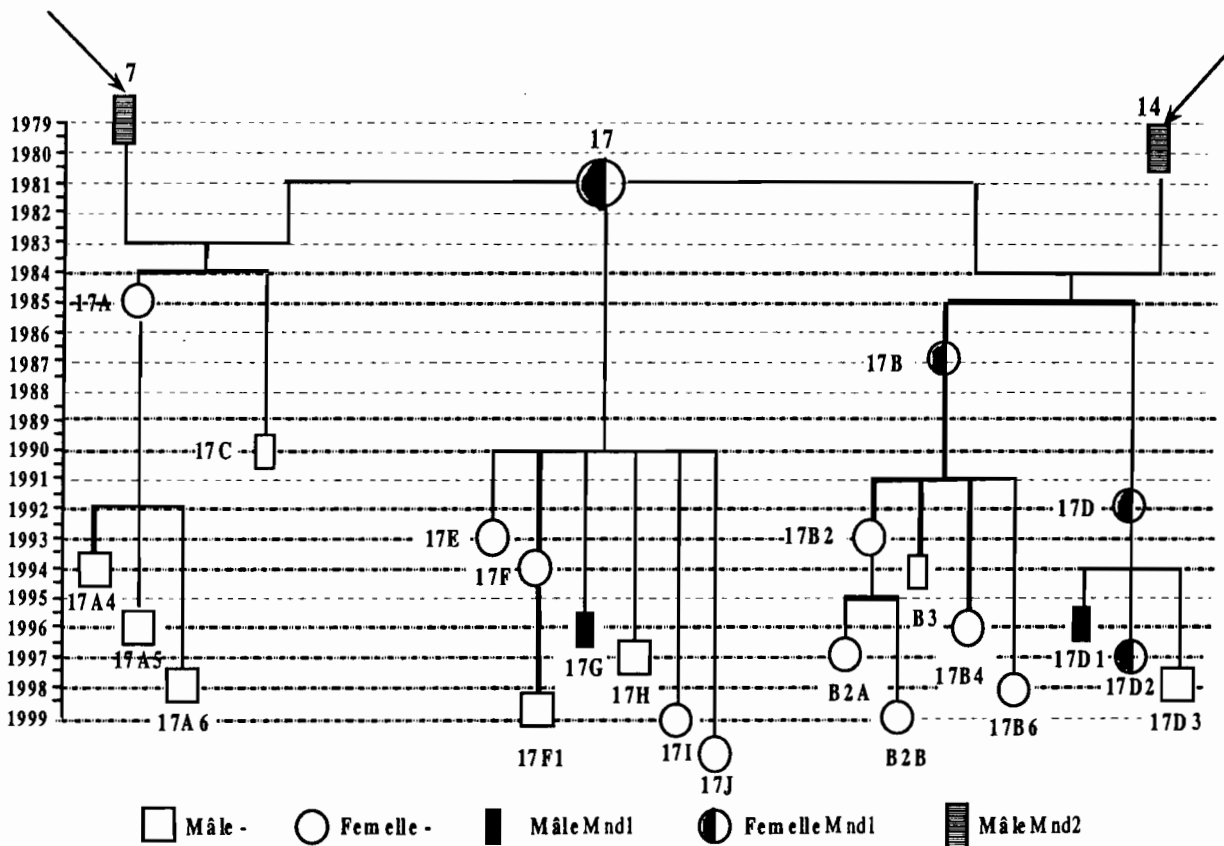 7
14
17
1979
1980
1981
1982
1983
1984
1985
1986
1987
1988
1989
1990
1991
1992
1993
1994
1995
1996
1997
1998
1999
17A
17B
17C
17D
17E
17B2
17F
17A4
B3
17A5
17G
17H
B2A
17B4
17D1
17D2
17A6
17F1
17I
17J
B2B
17B6
17D3
Mâle -
Femelle -
Mâle Mnd1
Femelle Mnd1
Mâle Mnd2